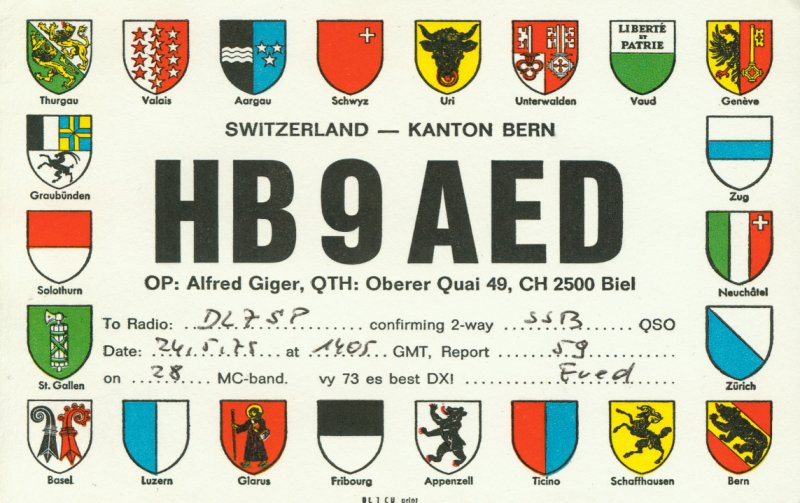 Thurgau Valais Aargau Schwyz Uri Unterwalden Vaud Genève
LIBERTÉ
ET
PATRIE
SWITZERLAND — KANTON BERN
Graubünden
Zug
HB9AED
Solothurn
Neuchâtel
OP: Alfred Giger, QTH: Oberer Quai 49, CH 2500 Biel
To Radio: DL7SP confirming 2-way SSB QSO
Date: 24.5.75 at 1405 GMT, Report 59
on 28 MC-band. vy 73 es best DX! Fred
St. Gallen
Zürich
Basel Luzern Glarus Fribourg Appenzell Ticino Schaffhausen Bern
print